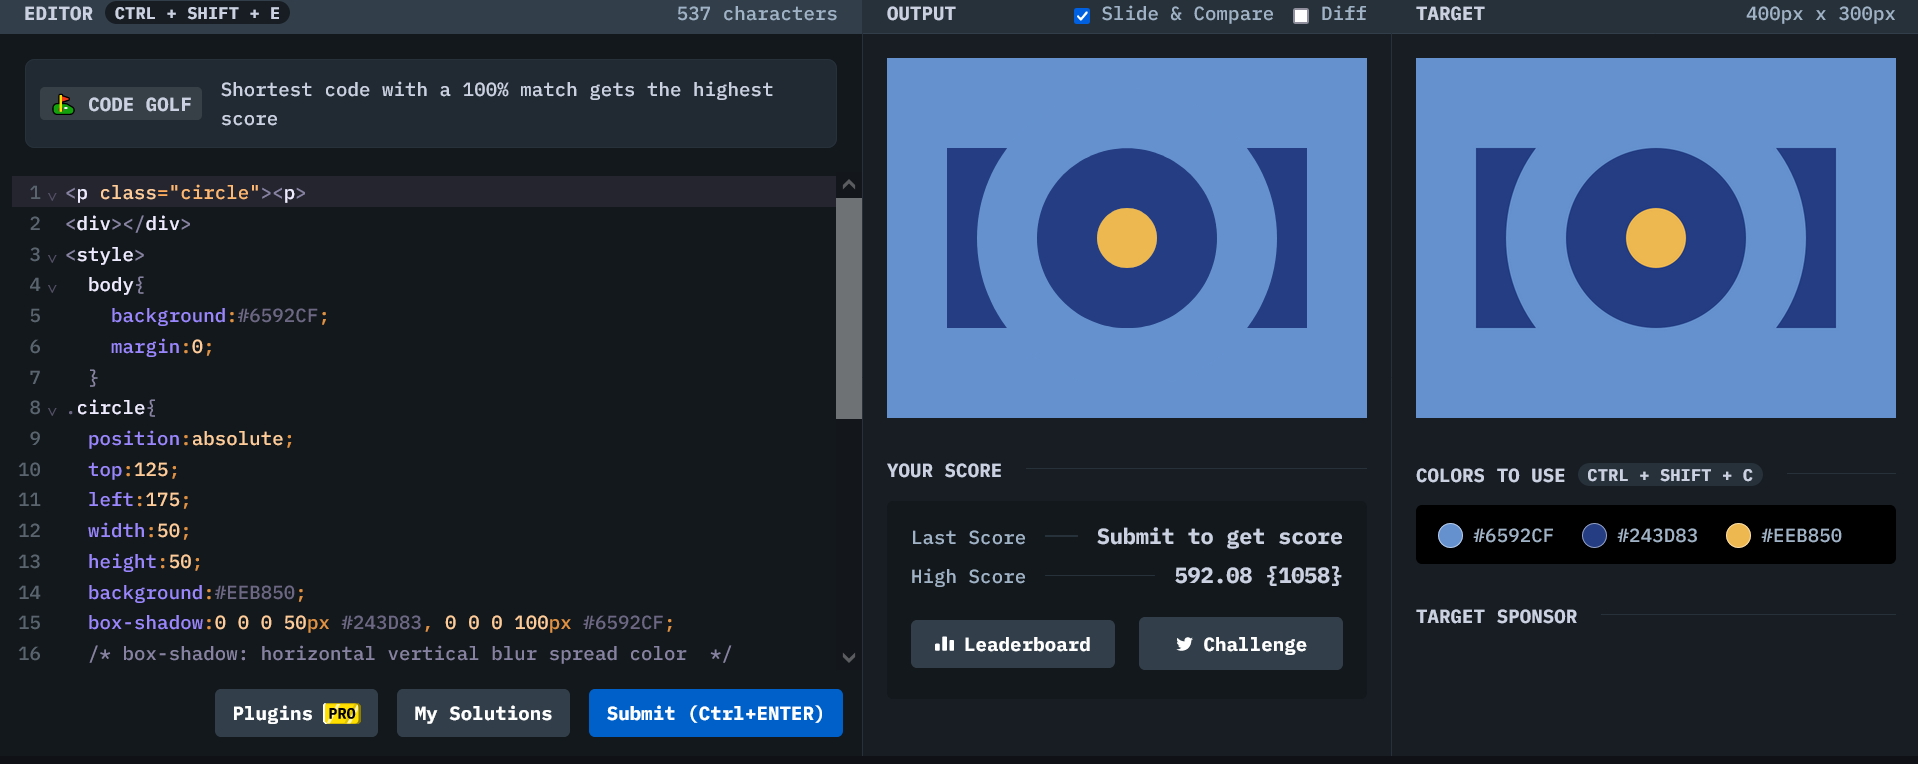 EDITOR CTRL + SHIFT + E 537 characters
CODE GOLF
Shortest code with a 100% match gets the highest
score
1 <p class="circle"><p>
2 <div></div>
3 <style>
4 body{
5 background:#6592CF;
6 margin:0;
7 }
8 .circle{
9 position:absolute;
10 top:125;
11 left:175;
12 width:50;
13 height:50;
14 background:#EEB850;
15 box-shadow:0 0 0 50px #243D83, 0 0 0 100px #6592CF;
16 /* box-shadow: horizontal vertical blur spread color  */
Plugins PRO
My Solutions
Submit (Ctrl+ENTER)
OUTPUT Slide & Compare Diff
YOUR SCORE
Last Score Submit to get score
High Score 592.08 {1058}
Leaderboard
Challenge
TARGET 400px x 300px
COLORS TO USE CTRL + SHIFT + C
#6592CF #243D83 #EEB850
TARGET SPONSOR